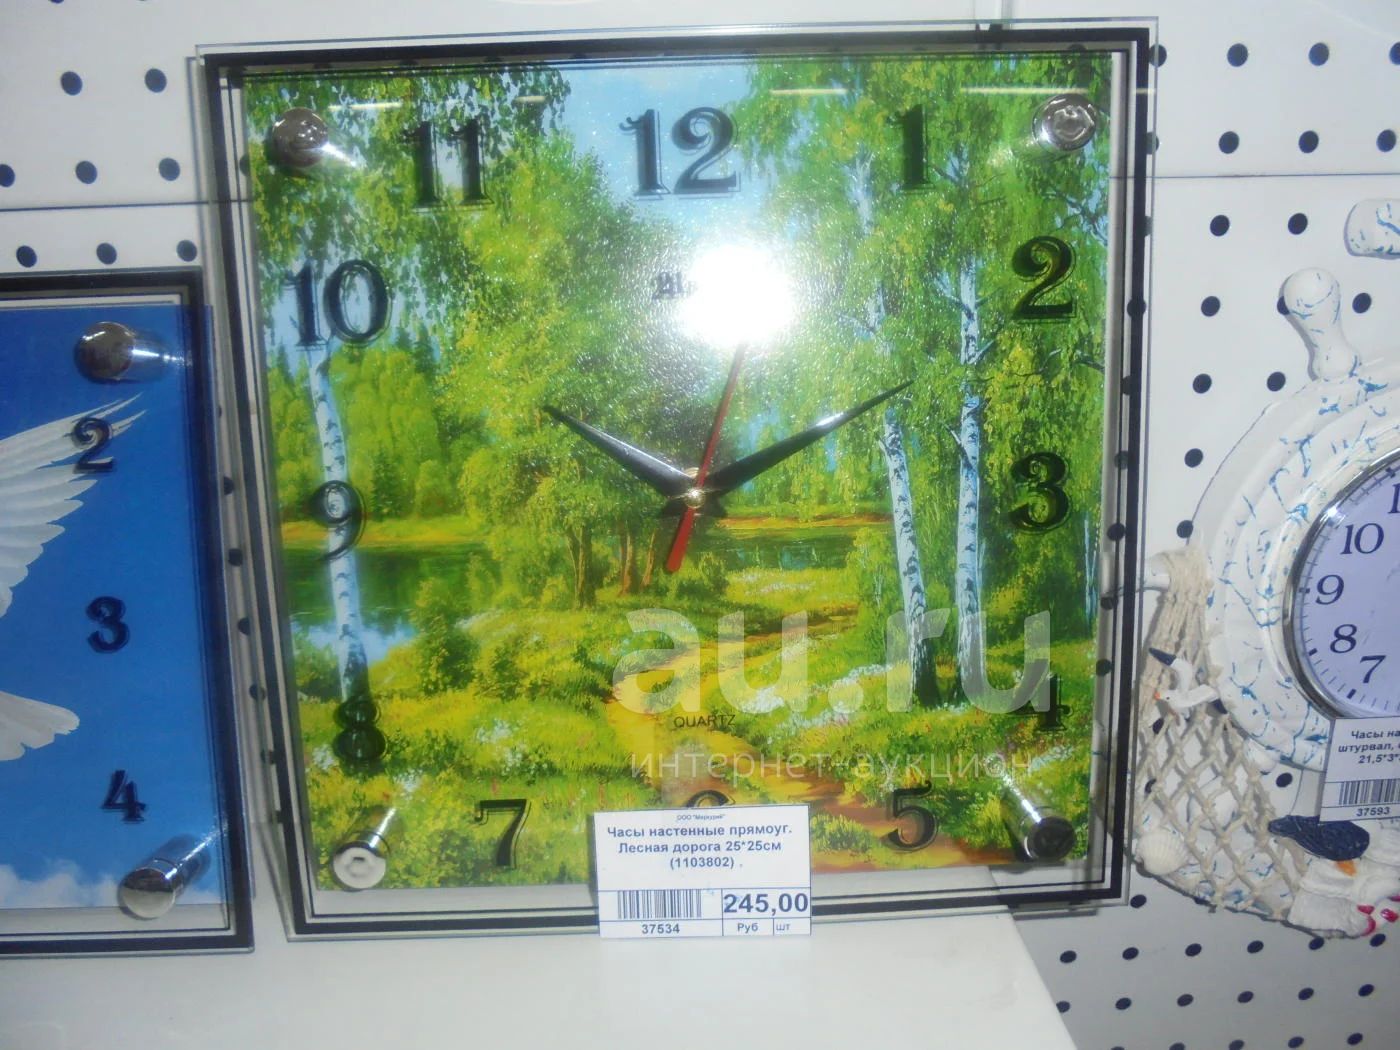 11 12 1
10 2
9 3
8 4
7 5
QUARTZ
au.ru
интернет-аукцион
ООО "Меркурий"
Часы настенные прямоуг.
Лесная дорога 25*25см
(1103802)
245,00
37534 Руб шт
2
3
4
10
9
8
7
Часы на
штурвал,
21,5*3*
37593